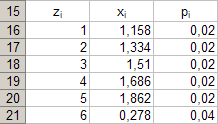 15 zᵢ xᵢ pᵢ
16 1 1,158 0,02
17 2 1,334 0,02
18 3 1,51 0,02
19 4 1,686 0,02
20 5 1,862 0,02
21 6 0,278 0,04